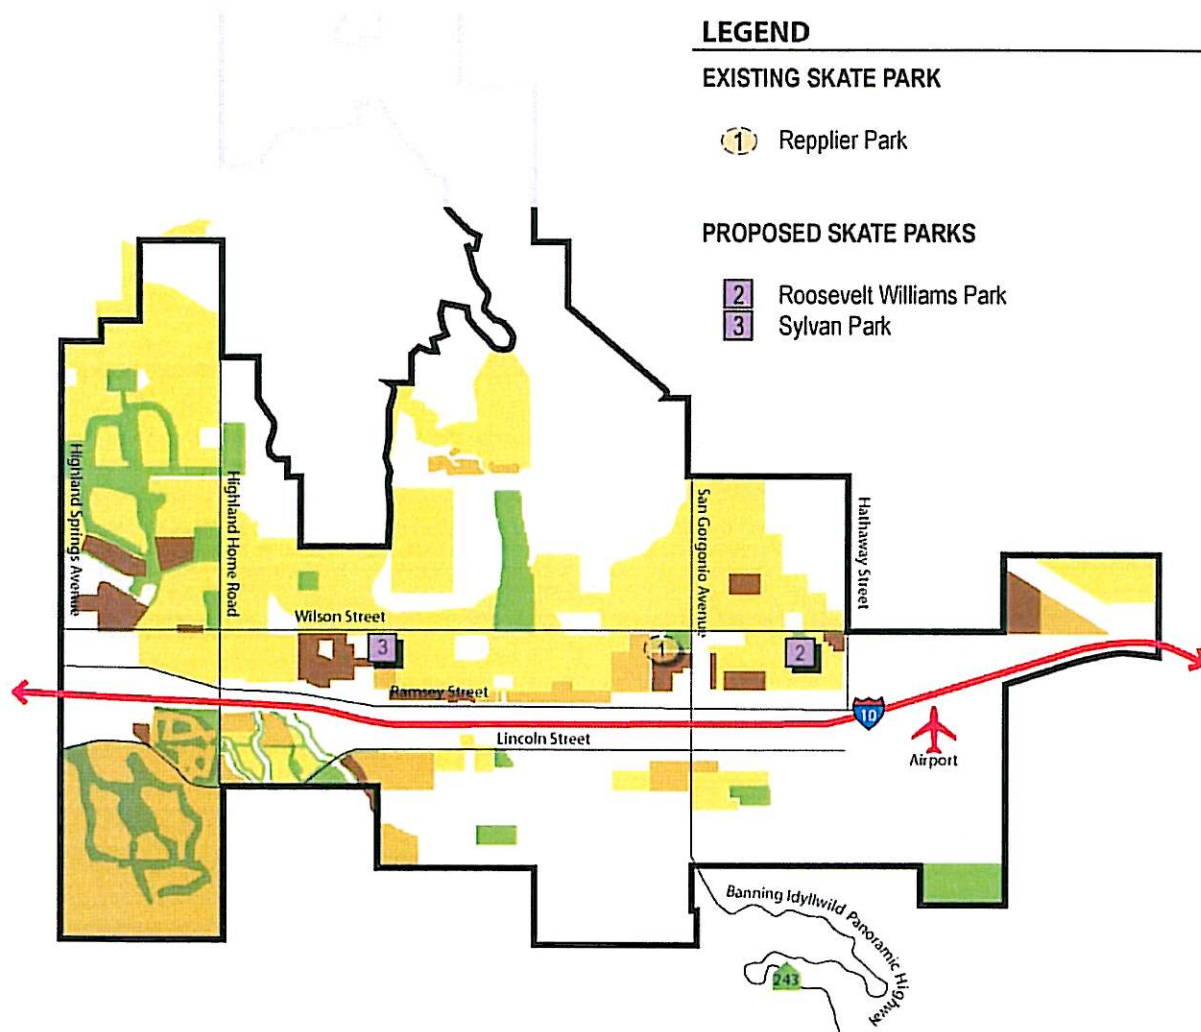 LEGEND
EXISTING SKATE PARK
1 Repplier Park
PROPOSED SKATE PARKS
2 Roosevelt Williams Park
3 Sylvan Park
Highland Springs Avenue
Highland Home Road
San Gorgonio Avenue
Hathaway Street
Wilson Street
3
1
2
Ramsey Street
10
Lincoln Street
Airport
Banning Idyllwild Panoramic Highway
243